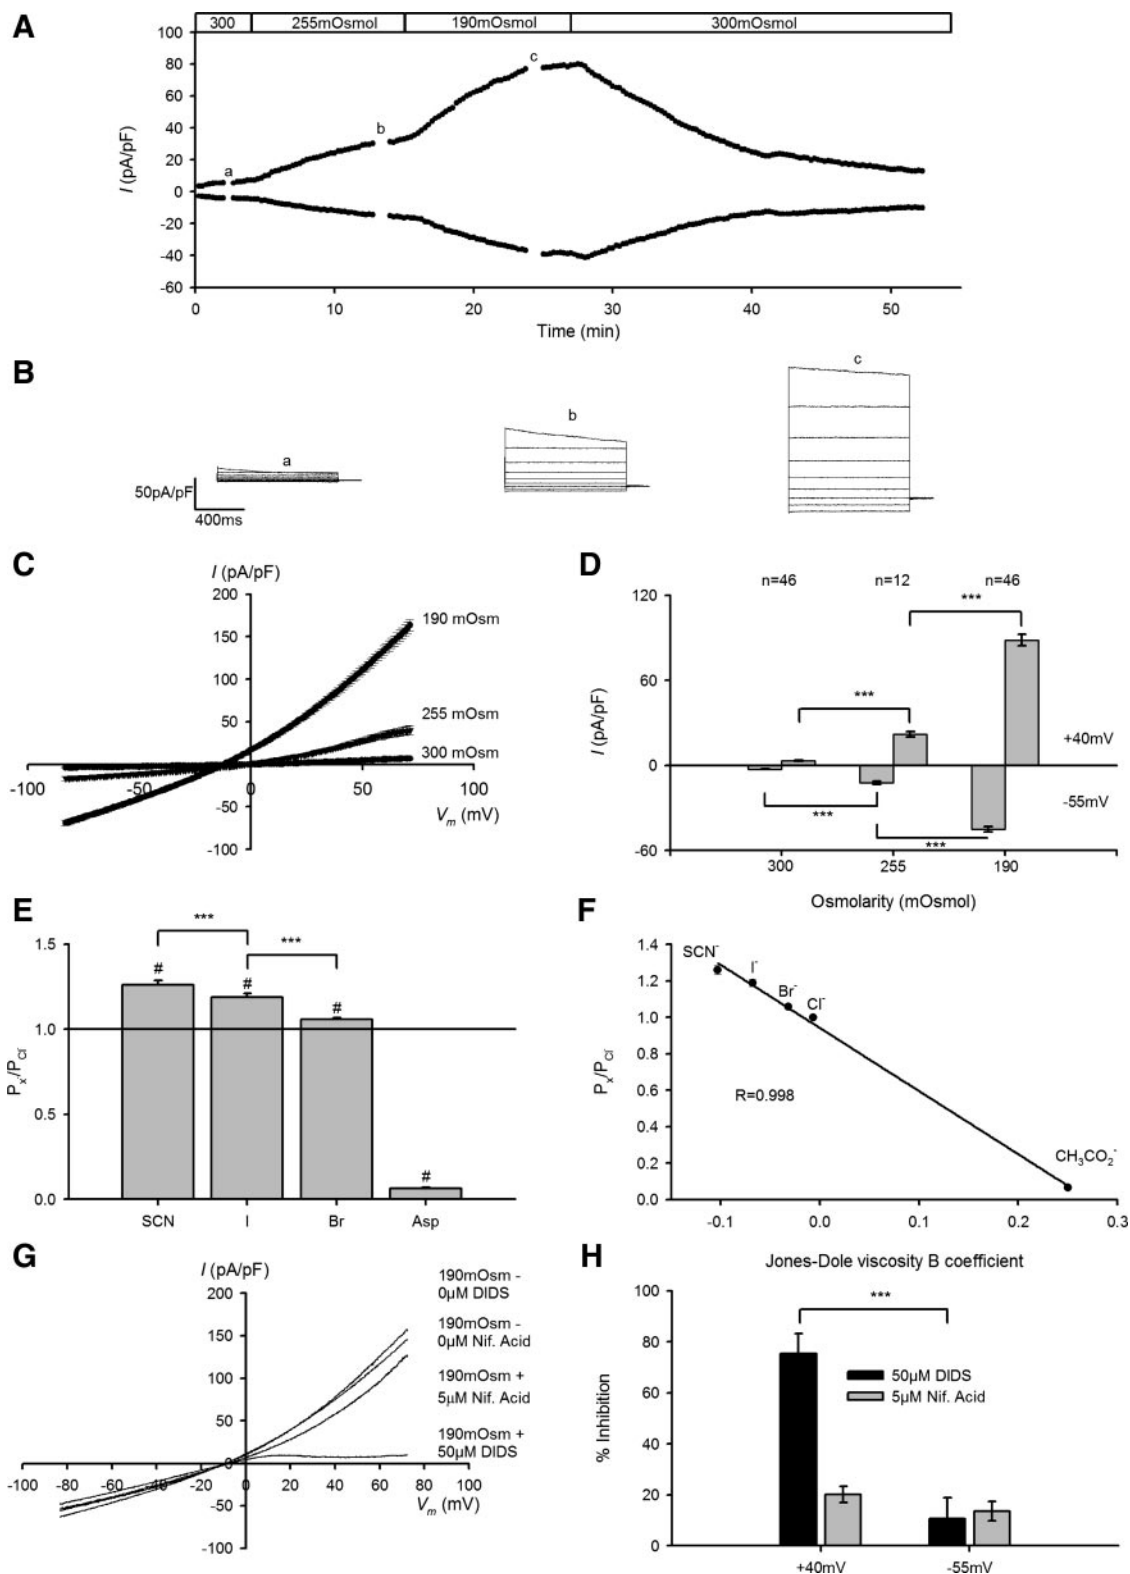 A
300 255mOsmol 190mOsmol 300mOsmol
80
60
40
20
0
-20
-40
-60
I (pA/pF)
a
b
c
0 10 20 30 40 50
Time (min)
B
a
b
c
50pA/pF
400ms
C
I (pA/pF)
200
150
100
50
-50
-100
190 mOsm
255 mOsm
300 mOsm
-100 -50 0 50 100
Vm (mV)
D
n=46 n=12 n=46
120
60
0
-60
I (pA/pF)
***
***
***
***
+40mV
-55mV
300 255 190
Osmolarity (mOsmol)
E
1.5
1.0
0.5
0.0
Px/PCl-
***
***
# # # #
SCN I Br Asp
F
1.4
1.2
1.0
0.8
0.6
0.4
0.2
0.0
Px/PCl-
SCN-
I-
Br-
Cl-
R=0.998
CH3CO2-
-0.1 0.0 0.1 0.2 0.3
Jones-Dole viscosity B coefficient
G
I (pA/pF)
200
150
100
50
-50
-100
190mOsm -
0µM DIDS
190mOsm -
0µM Nif. Acid
190mOsm +
5µM Nif. Acid
190mOsm +
50µM DIDS
-100 -80 -60 -40 -20 0 20 40 60 80 100
Vm (mV)
H
100
80
60
40
20
0
% Inhibition
***
50µM DIDS
5µM Nif. Acid
+40mV -55mV